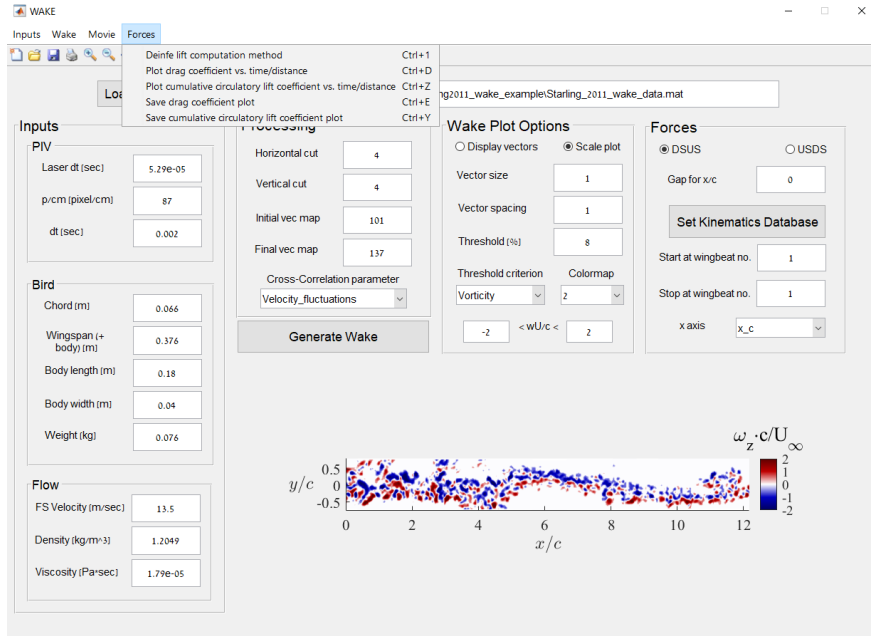 WAKE
Inputs Wake Movie Forces
Deinfe lift computation method Ctrl+1
Plot drag coefficient vs. time/distance Ctrl+D
Plot cumulative circulatory lift coefficient vs. time/distance Ctrl+Z
Save drag coefficient plot Ctrl+E
Save cumulative circulatory lift coefficient plot Ctrl+Y
ng2011_wake_example\Starling_2011_wake_data.mat
Inputs
PIV
Laser dt [sec] 5.29e-05
p/cm [pixel/cm] 87
dt [sec] 0.002
Bird
Chord [m] 0.066
Wingspan (+
body) [m] 0.376
Body length [m] 0.18
Body width [m] 0.04
Weight [kg] 0.076
Flow
FS Velocity [m/sec] 13.5
Density [kg/m^3] 1.2049
Viscosity [Pa*sec] 1.79e-05
Processing
Horizontal cut 4
Vertical cut 4
Initial vec map 101
Final vec map 137
Cross-Correlation parameter
Velocity_fluctuations
Generate Wake
Wake Plot Options
Display vectors Scale plot
Vector size 1
Vector spacing 1
Threshold [%] 8
Threshold criterion Colormap
Vorticity 2
-2 < wU/c < 2
Forces
DSUS USDS
Gap for x/c 0
Set Kinematics Database
Start at wingbeat no. 1
Stop at wingbeat no. 1
x axis x_c
ω_z·c/U_∞
2
1
0
-1
-2
y/c
0.5
0
-0.5
0 2 4 6 8 10 12
x/c